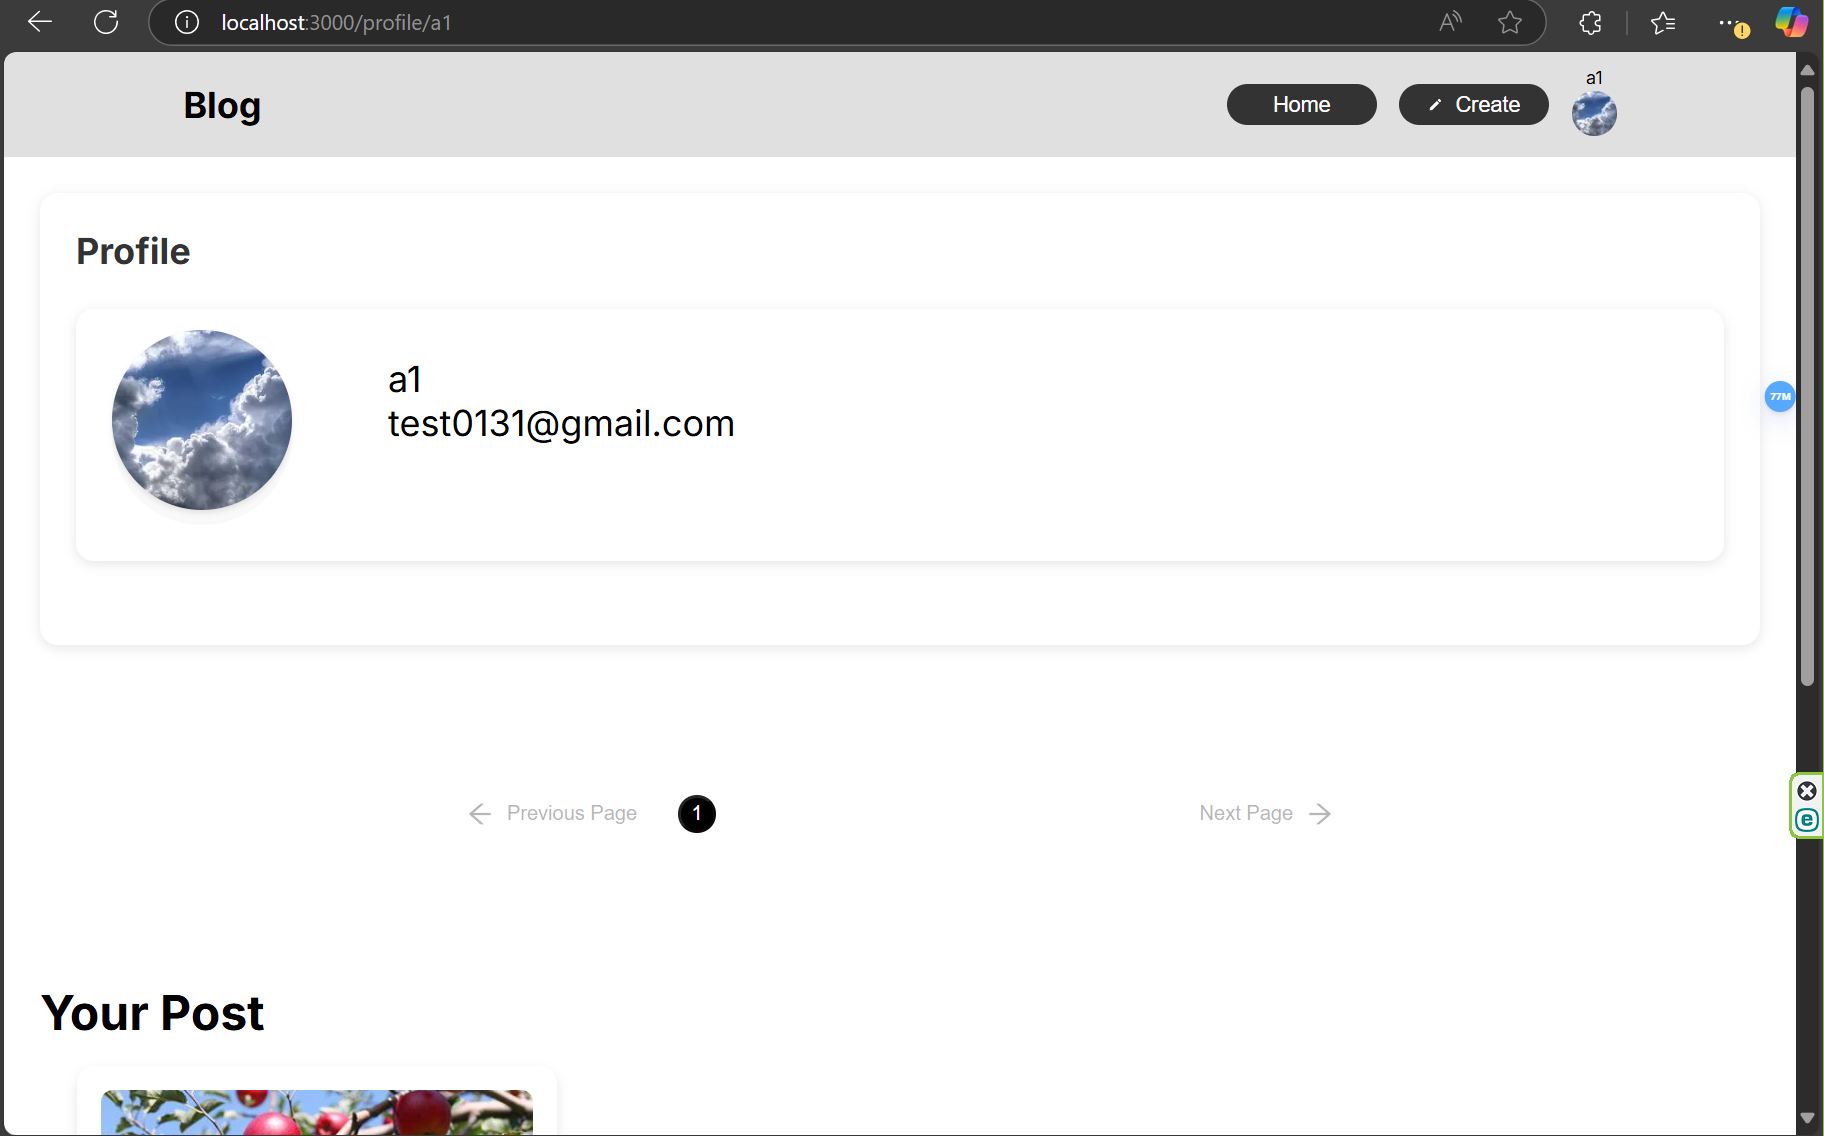 localhost:3000/profile/a1
Blog
Home
Create
a1
Profile
a1
test0131@gmail.com
77M
Previous Page
1
Next Page
Your Post